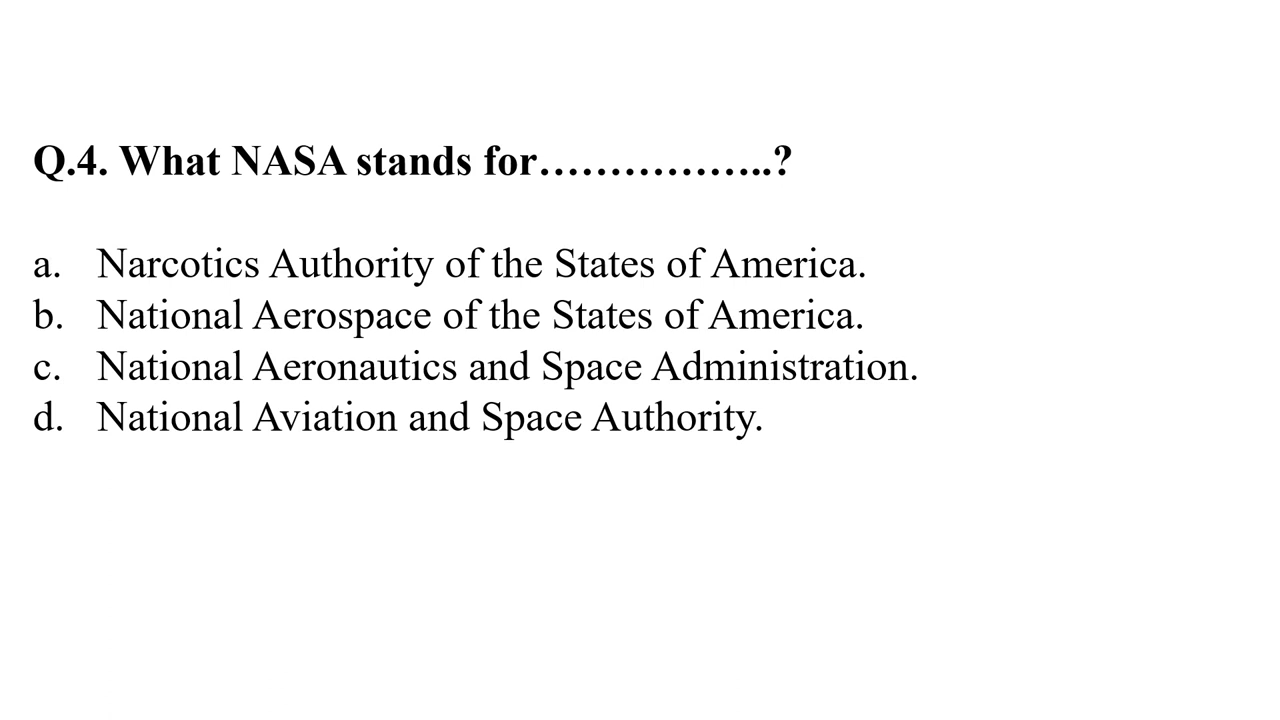 Q.4. What NASA stands for……………..?
a. Narcotics Authority of the States of America.
b. National Aerospace of the States of America.
c. National Aeronautics and Space Administration.
d. National Aviation and Space Authority.